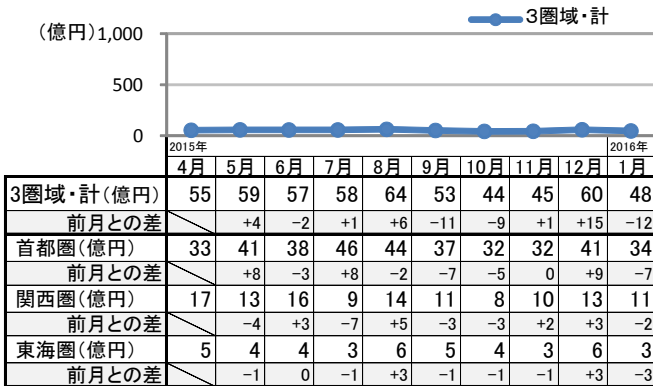 3圏域・計
(億円)
1,000
500
0
2015年 2016年
4月 5月 6月 7月 8月 9月 10月 11月 12月 1月
3圏域・計(億円) 55 59 57 58 64 53 44 45 60 48
前月との差 +4 −2 +1 +6 −11 −9 +1 +15 −12
首都圏(億円) 33 41 38 46 44 37 32 32 41 34
前月との差 +8 −3 +8 −2 −7 −5 0 +9 −7
関西圏(億円) 17 13 16 9 14 11 8 10 13 11
前月との差 −4 +3 −7 +5 −3 −3 +2 +3 −2
東海圏(億円) 5 4 4 3 6 5 4 3 6 3
前月との差 −1 0 −1 +3 −1 −1 −1 +3 −3